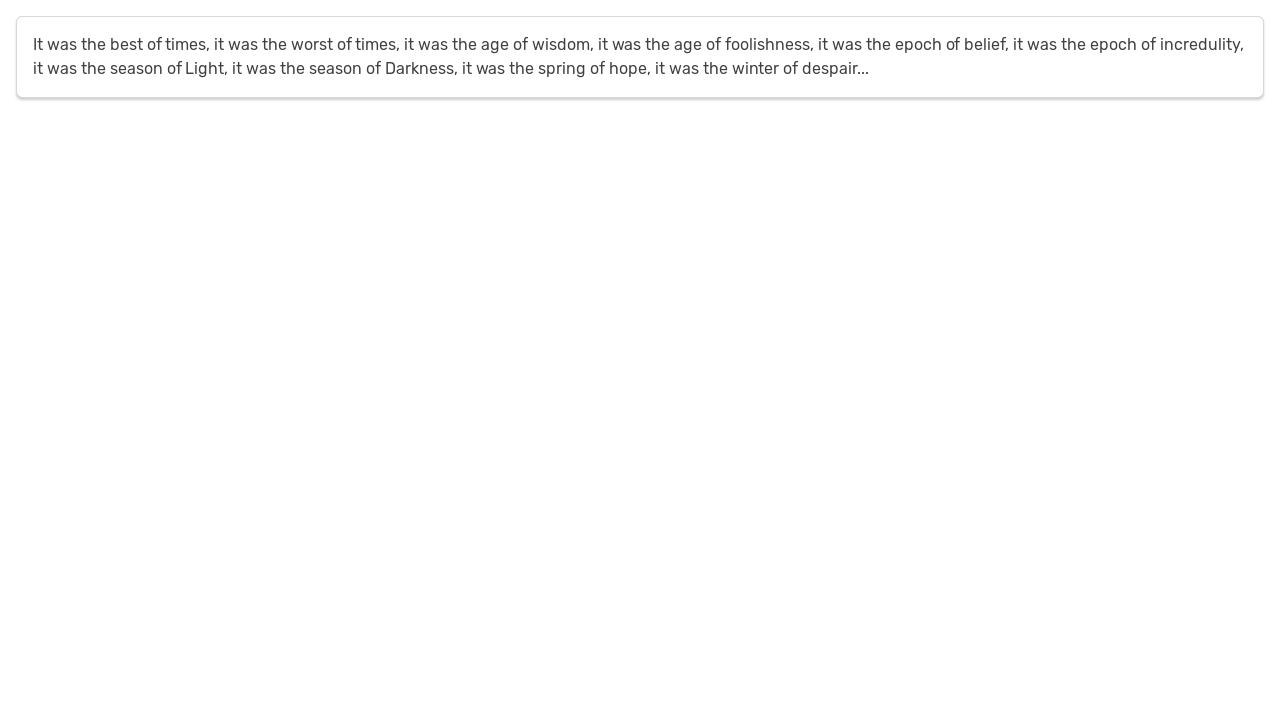 It was the best of times, it was the worst of times, it was the age of wisdom, it was the age of foolishness, it was the epoch of belief, it was the epoch of incredulity,
it was the season of Light, it was the season of Darkness, it was the spring of hope, it was the winter of despair...